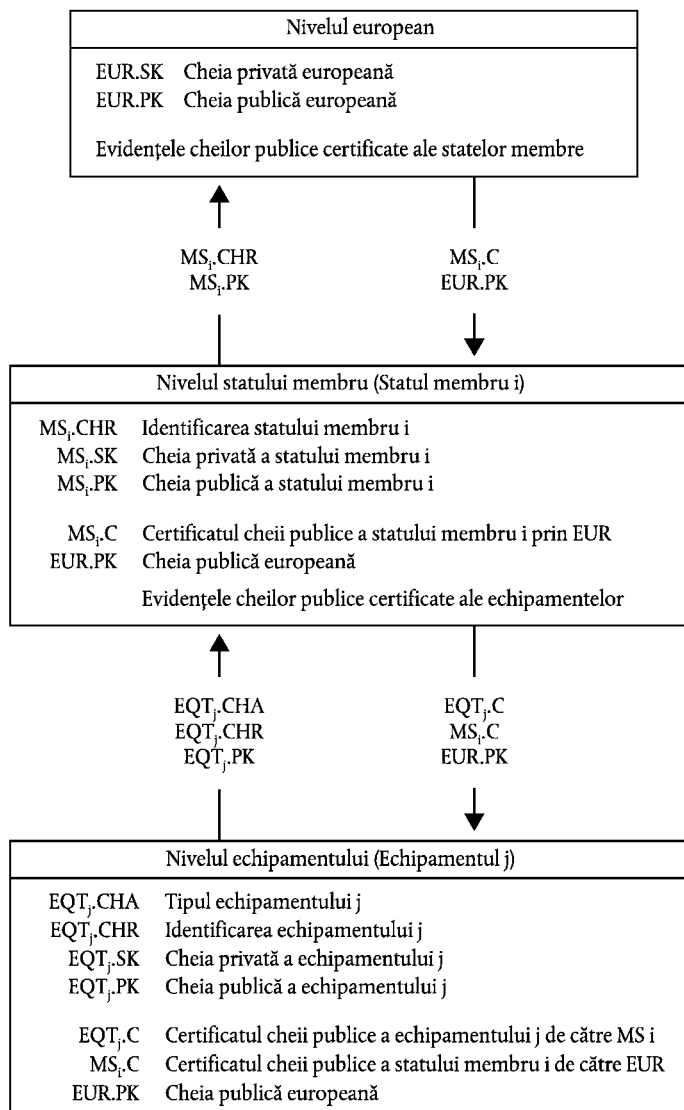 Nivelul european
EUR.SK Cheia privată europeană
EUR.PK Cheia publică europeană
Evidențele cheilor publice certificate ale statelor membre
MSᵢ.CHR
MSᵢ.PK
MSᵢ.C
EUR.PK
Nivelul statului membru (Statul membru i)
MSᵢ.CHR Identificarea statului membru i
MSᵢ.SK Cheia privată a statului membru i
MSᵢ.PK Cheia publică a statului membru i
MSᵢ.C Certificatul cheii publice a statului membru i prin EUR
EUR.PK Cheia publică europeană
Evidențele cheilor publice certificate ale echipamentelor
EQTⱼ.CHA
EQTⱼ.CHR
EQTⱼ.PK
EQTⱼ.C
MSᵢ.C
EUR.PK
Nivelul echipamentului (Echipamentul j)
EQTⱼ.CHA Tipul echipamentului j
EQTⱼ.CHR Identificarea echipamentului j
EQTⱼ.SK Cheia privată a echipamentului j
EQTⱼ.PK Cheia publică a echipamentului j
EQTⱼ.C Certificatul cheii publice a echipamentului j de către MS i
MSᵢ.C Certificatul cheii publice a statului membru i de către EUR
EUR.PK Cheia publică europeană